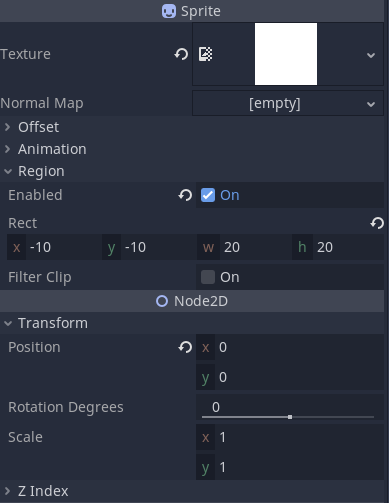 Sprite
Texture
Normal Map [empty]
Offset
Animation
Region
Enabled On
Rect
x -10 y -10 w 20 h 20
Filter Clip On
Node2D
Transform
Position x 0
y 0
Rotation Degrees 0
Scale x 1
y 1
Z Index